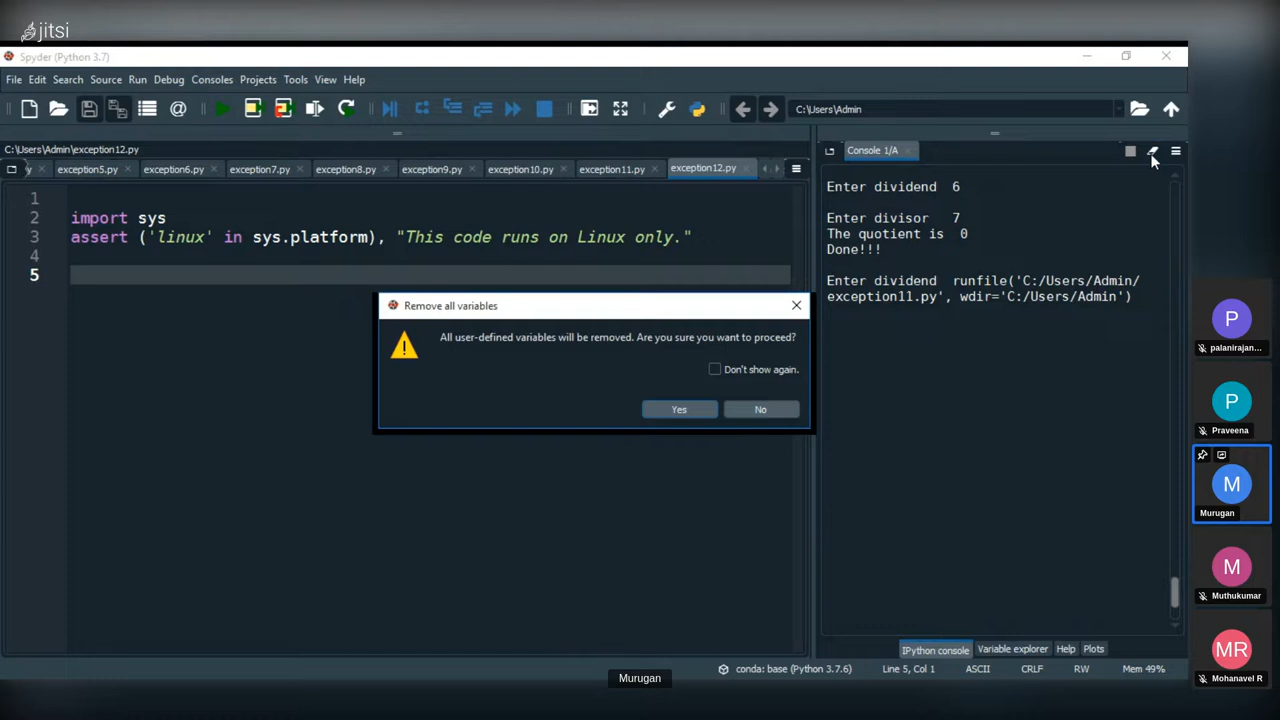 jitsi
Spyder (Python 3.7)
File Edit Search Source Run Debug Consoles Projects Tools View Help
C:\Users\Admin
C:\Users\Admin\exception12.py
y exception5.py exception6.py exception7.py exception8.py exception9.py exception10.py exception11.py exception12.py
1
2 import sys
3 assert ('linux' in sys.platform), "This code runs on Linux only."
4
5
Remove all variables
All user-defined variables will be removed. Are you sure you want to proceed?
Don't show again.
Yes No
Console 1/A
Enter dividend 6
Enter divisor 7
The quotient is 0
Done!!!
Enter dividend runfile('C:/Users/Admin/
exception11.py', wdir='C:/Users/Admin')
IPython console Variable explorer Help Plots
conda: base (Python 3.7.6) Line 5, Col 1 ASCII CRLF RW Mem 49%
Murugan
P
palanirajan...
P
Praveena
M
Murugan
M
Muthukumar
MR
Mohanavel R